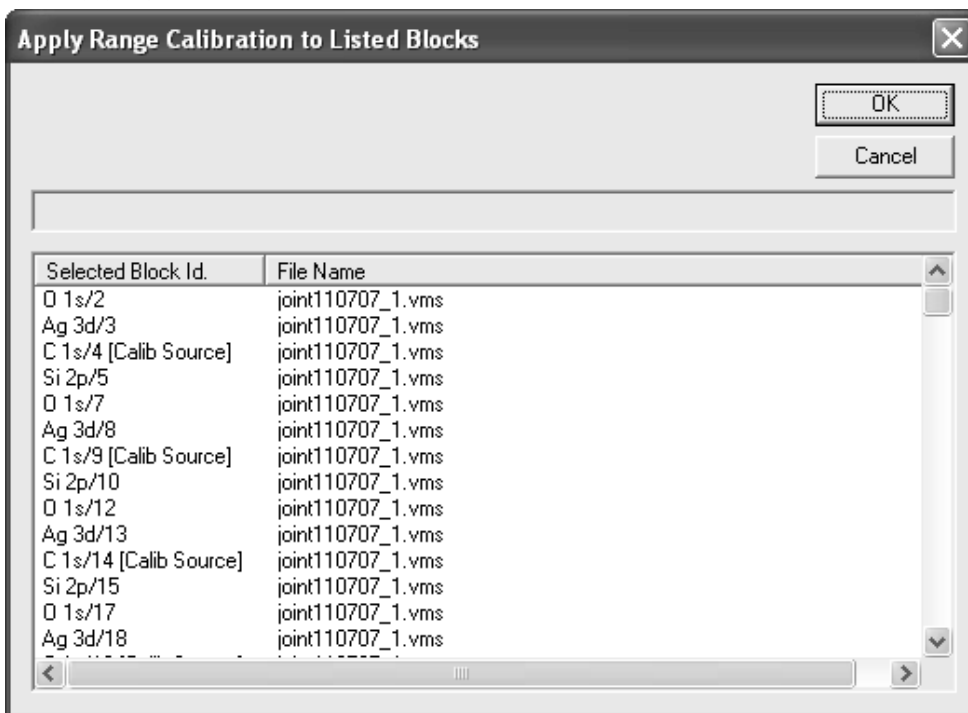 Apply Range Calibration to Listed Blocks
OK
Cancel
Selected Block Id. File Name
O 1s/2 joint110707_1.vms
Ag 3d/3 joint110707_1.vms
C 1s/4 [Calib Source] joint110707_1.vms
Si 2p/5 joint110707_1.vms
O 1s/7 joint110707_1.vms
Ag 3d/8 joint110707_1.vms
C 1s/9 [Calib Source] joint110707_1.vms
Si 2p/10 joint110707_1.vms
O 1s/12 joint110707_1.vms
Ag 3d/13 joint110707_1.vms
C 1s/14 [Calib Source] joint110707_1.vms
Si 2p/15 joint110707_1.vms
O 1s/17 joint110707_1.vms
Ag 3d/18 joint110707_1.vms